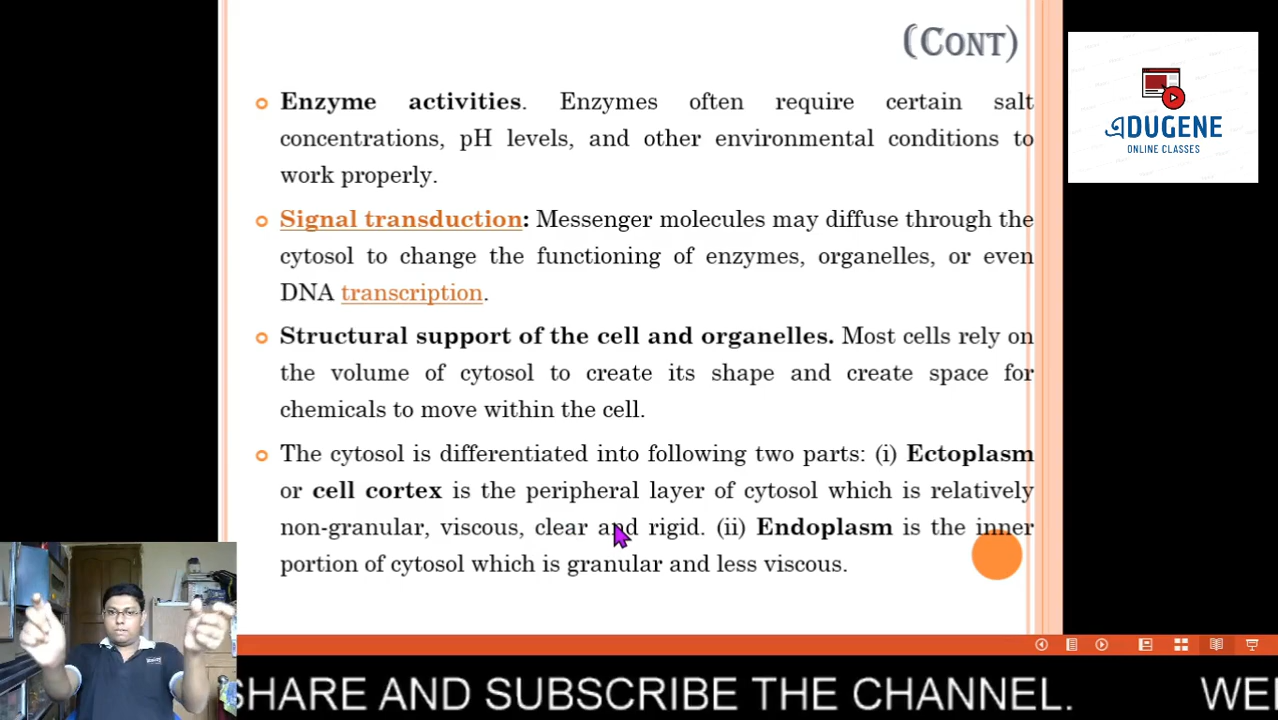 (CONT)
Enzyme activities. Enzymes often require certain salt
concentrations, pH levels, and other environmental conditions to
work properly.
Signal transduction: Messenger molecules may diffuse through the
cytosol to change the functioning of enzymes, organelles, or even
DNA transcription.
Structural support of the cell and organelles. Most cells rely on
the volume of cytosol to create its shape and create space for
chemicals to move within the cell.
The cytosol is differentiated into following two parts: (i) Ectoplasm
or cell cortex is the peripheral layer of cytosol which is relatively
non-granular, viscous, clear and rigid. (ii) Endoplasm is the inner
portion of cytosol which is granular and less viscous.
DUGENE
ONLINE CLASSES
SHARE AND SUBSCRIBE THE CHANNEL.